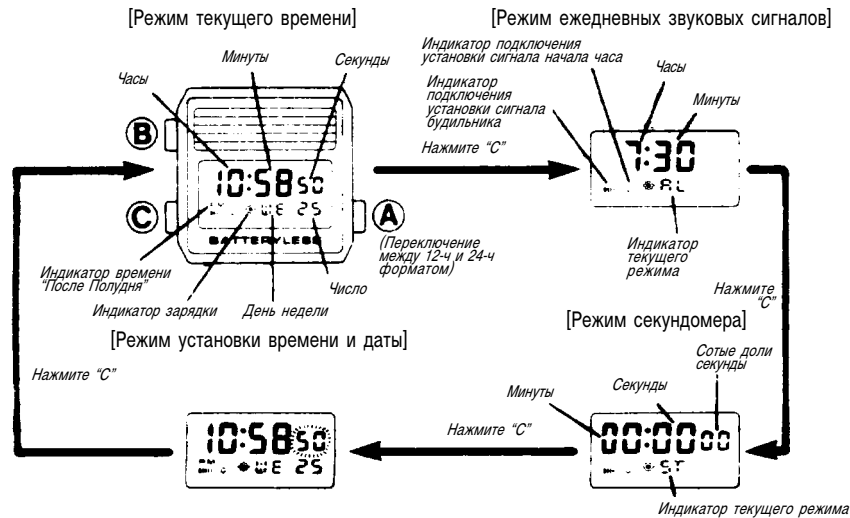 [Режим текущего времени]
[Режим ежедневных звуковых сигналов]
Часы
Минуты
Секунды
Индикатор подключения
установки сигнала начала часа
Индикатор
подключения
установки сигнала
будильника
Часы
Минуты
B
Нажмите "C"
7:30
AL
10:58 50
WE 25
C
A
BATTERYLESS
(Переключение
между 12-ч и 24-ч
форматом)
Индикатор
текущего
режима
Индикатор времени
"После Полудня"
Индикатор зарядки
День недели
Число
Нажмите
"C"
[Режим установки времени и даты]
[Режим секундомера]
Нажмите "C"
Минуты
Секунды
Сотые доли
секунды
Нажмите "C"
10:58 50
PM
WE 25
00:00 00
ST
Индикатор текущего режима